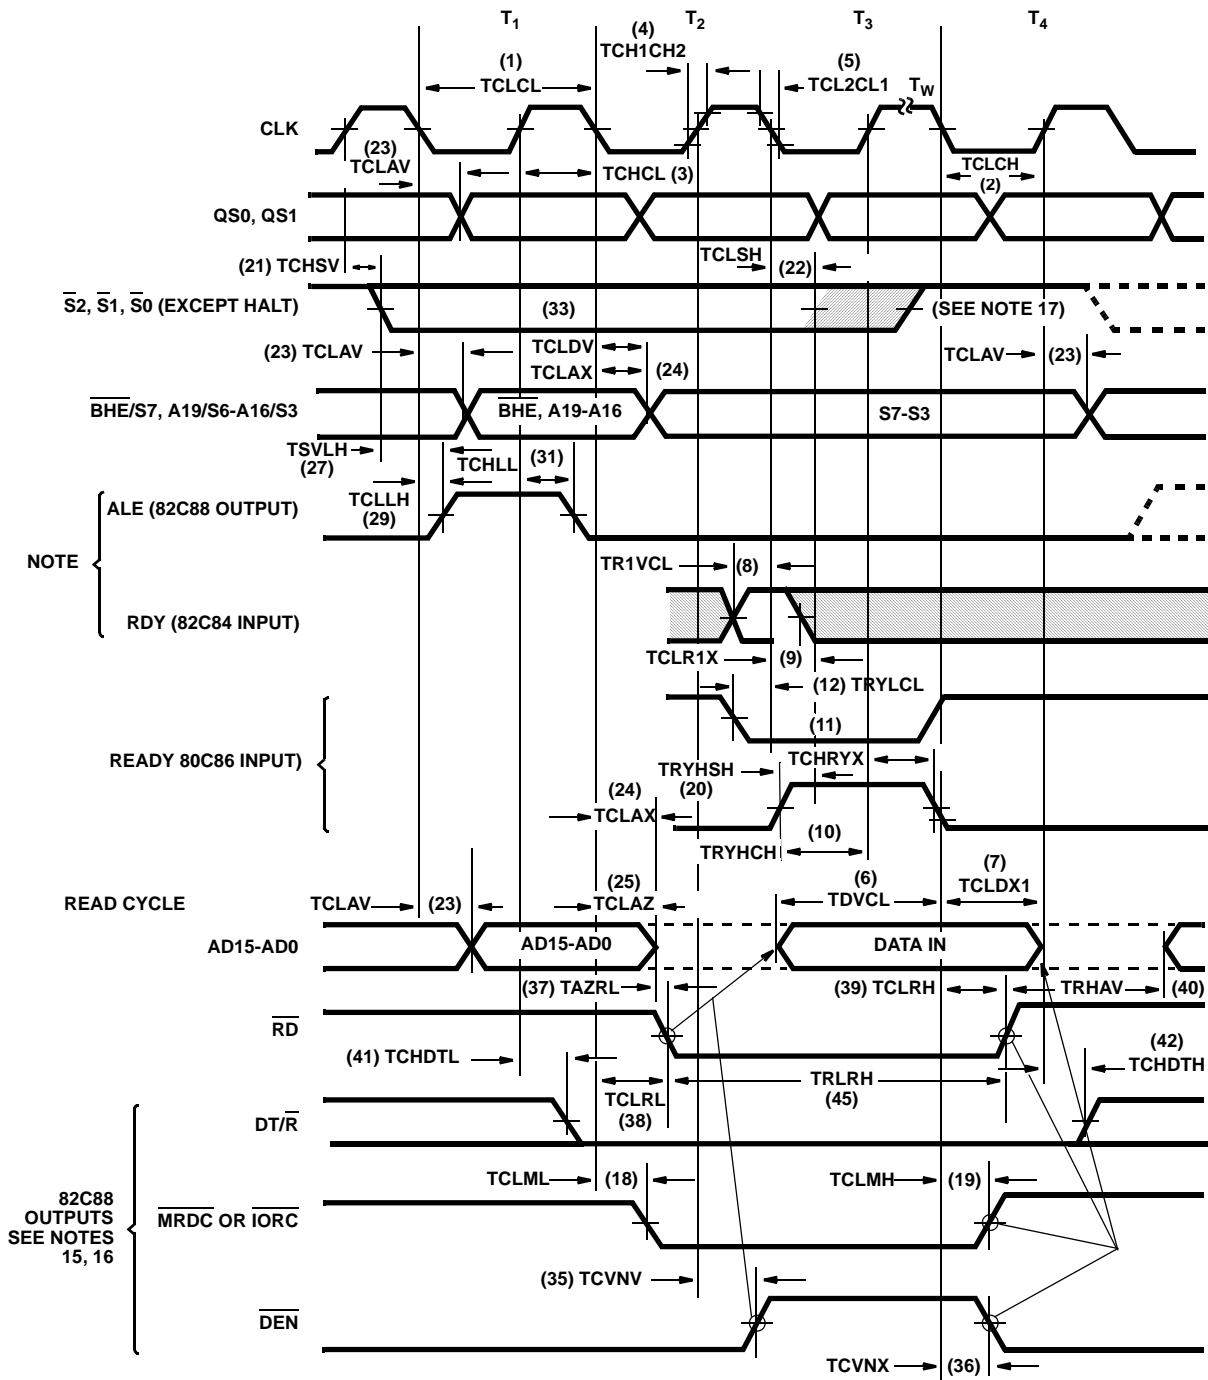 T1 T2 T3 T4
(1)
TCLCL
(4)
TCH1CH2
(5)
TCL2CL1
TW
CLK
(23)
TCLAV
TCHCL (3)
TCLCH
(2)
QS0, QS1
(21) TCHSV
TCLSH
(22)
S2, S1, S0 (EXCEPT HALT)
(33)
(SEE NOTE 17)
(23) TCLAV
TCLDV
TCLAX
(24)
TCLAV
(23)
BHE/S7, A19/S6-A16/S3
BHE, A19-A16
S7-S3
TSVLH
(27)
TCHLL
(31)
TCLLH
(29)
ALE (82C88 OUTPUT)
NOTE
TR1VCL
(8)
RDY (82C84 INPUT)
TCLR1X
(9)
(12) TRYLCL
(11)
READY 80C86 INPUT)
TCHRYX
TRYHSH
(20)
(24)
TCLAX
(10)
TRYHCH
READ CYCLE
TCLAV
(23)
(25)
TCLAZ
(6)
TDVCL
(7)
TCLDX1
AD15-AD0
AD15-AD0
DATA IN
(37) TAZRL
(39) TCLRH
TRHAV
(40)
RD
(41) TCHDTL
TCLRL
(38)
TRLRH
(45)
(42)
TCHDTH
DT/R
TCLML
(18)
TCLMH
(19)
82C88
OUTPUTS
SEE NOTES
15, 16
MRDC OR IORC
(35) TCVNV
DEN
TCVNX
(36)